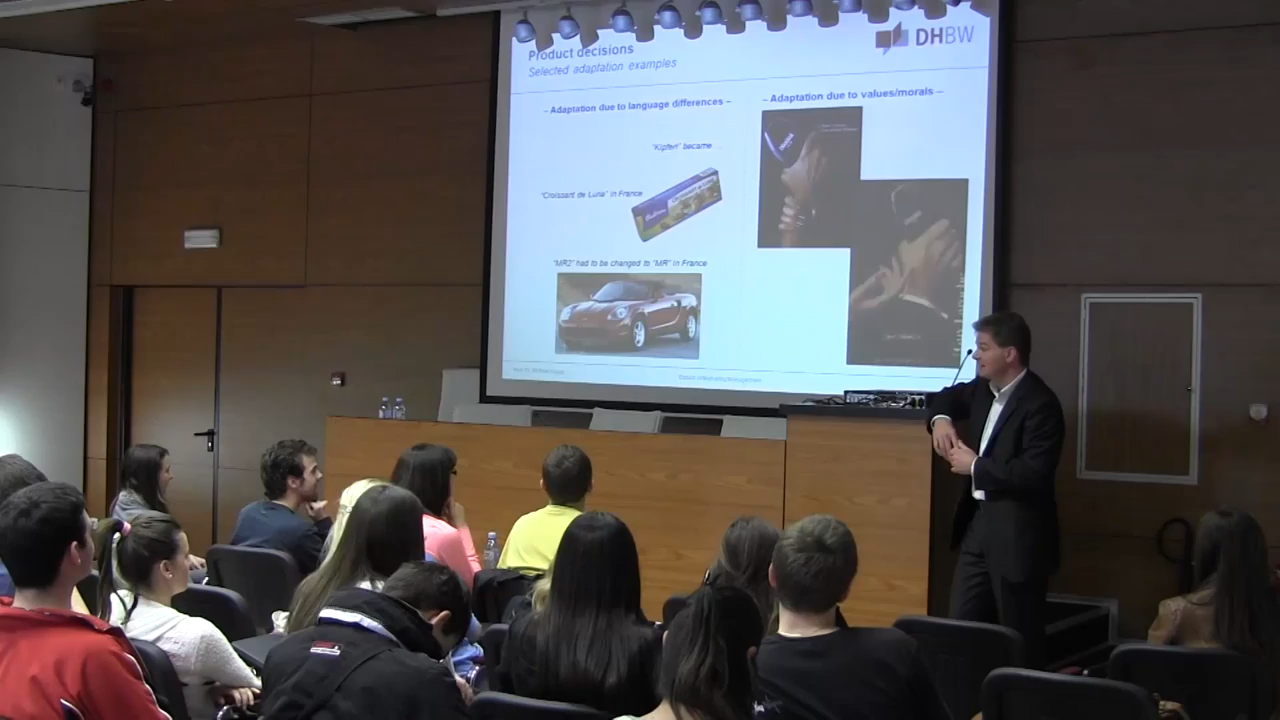 Product decisions
Selected adaptation examples
DHBW
– Adaptation due to language differences –
"Kipferl" became ...
"Croissant de Luna" in France
"MR2" had to be changed to "MR" in France
– Adaptation due to values/morals –